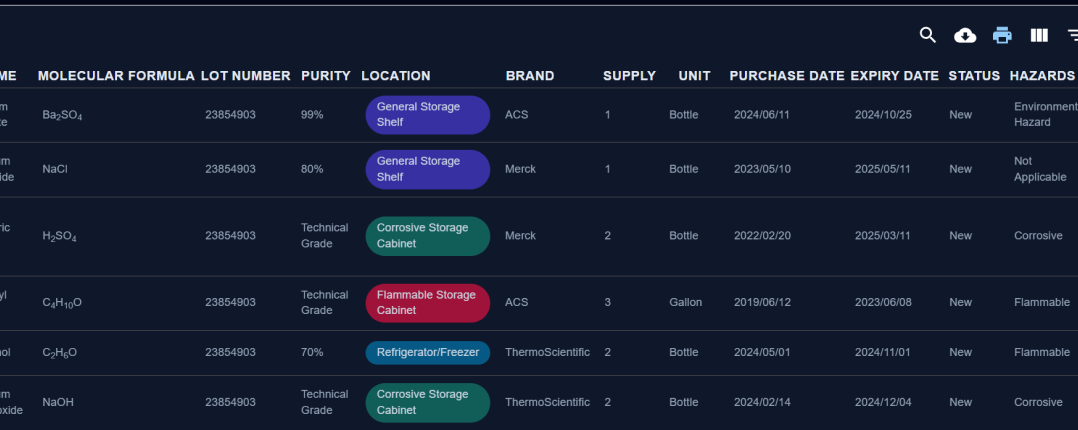 ME MOLECULAR FORMULA LOT NUMBER PURITY LOCATION BRAND SUPPLY UNIT PURCHASE DATE EXPIRY DATE STATUS HAZARDS
m te Ba₂SO₄ 23854903 99% General Storage Shelf ACS 1 Bottle 2024/06/11 2024/10/25 New Environment Hazard
um ide NaCl 23854903 80% General Storage Shelf Merck 1 Bottle 2023/05/10 2025/05/11 New Not Applicable
ric H₂SO₄ 23854903 Technical Grade Corrosive Storage Cabinet Merck 2 Bottle 2022/02/20 2025/03/11 New Corrosive
yl C₄H₁₀O 23854903 Technical Grade Flammable Storage Cabinet ACS 3 Gallon 2019/06/12 2023/06/08 New Flammable
nol C₂H₆O 23854903 70% Refrigerator/Freezer ThermoScientific 2 Bottle 2024/05/01 2024/11/01 New Flammable
um oxide NaOH 23854903 Technical Grade Corrosive Storage Cabinet ThermoScientific 2 Bottle 2024/02/14 2024/12/04 New Corrosive